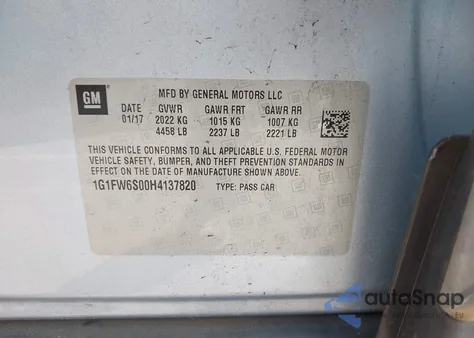 GM
MFD BY GENERAL MOTORS LLC
DATE GVWR GAWR FRT GAWR RR
01/17 2022 KG 1015 KG 1007 KG
4458 LB 2237 LB 2221 LB
THIS VEHICLE CONFORMS TO ALL APPLICABLE U.S. FEDERAL MOTOR
VEHICLE SAFETY, BUMPER, AND THEFT PREVENTION STANDARDS IN
EFFECT ON THE DATE OF MANUFACTURE SHOWN ABOVE.
1G1FW6S00H4137820 TYPE: PASS CAR
autoSnap